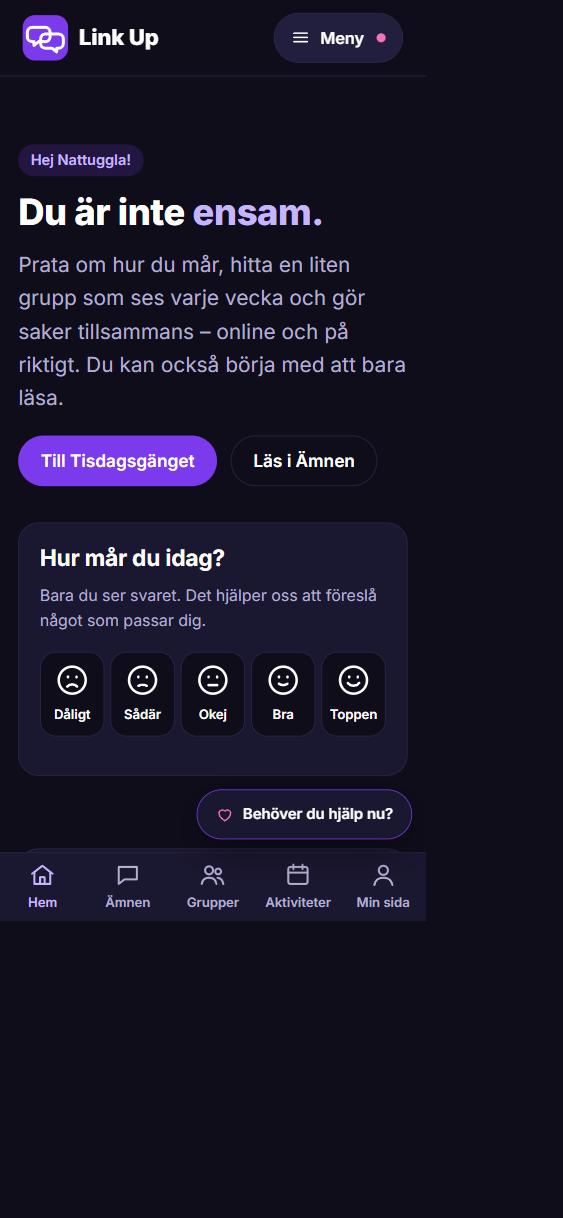 Link Up
Meny
Hej Nattuggla!
Du är inte ensam.
Prata om hur du mår, hitta en liten
grupp som ses varje vecka och gör
saker tillsammans – online och på
riktigt. Du kan också börja med att bara
läsa.
Till Tisdagsgänget
Läs i Ämnen
Hur mår du idag?
Bara du ser svaret. Det hjälper oss att föreslå
något som passar dig.
Dåligt
Sådär
Okej
Bra
Toppen
Behöver du hjälp nu?
Hem
Ämnen
Grupper
Aktiviteter
Min sida